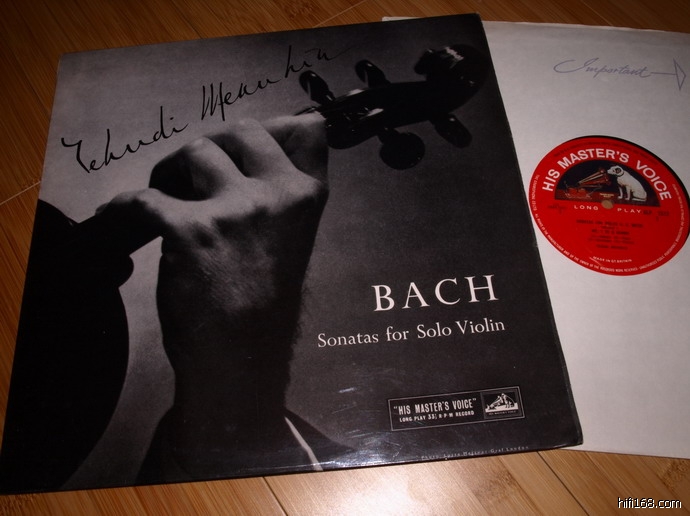 Yehudi Menuhin
BACH
Sonatas for Solo Violin
"HIS MASTER'S VOICE"
LONG PLAY 33⅓ R·P·M RECORD
Important
HIS MASTER'S VOICE
LONG PLAY
MADE IN GT BRITAIN
hifi168.com